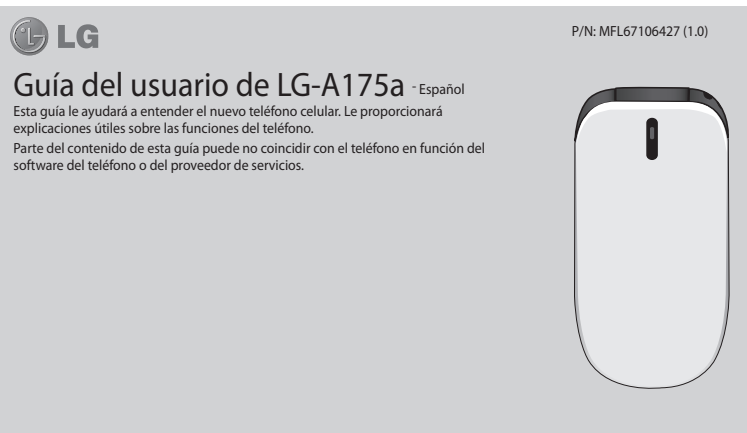 LG
P/N: MFL67106427 (1.0)
Guía del usuario de LG-A175a - Español
Esta guía le ayudará a entender el nuevo teléfono celular. Le proporcionará
explicaciones útiles sobre las funciones del teléfono.
Parte del contenido de esta guía puede no coincidir con el teléfono en función del
software del teléfono o del proveedor de servicios.